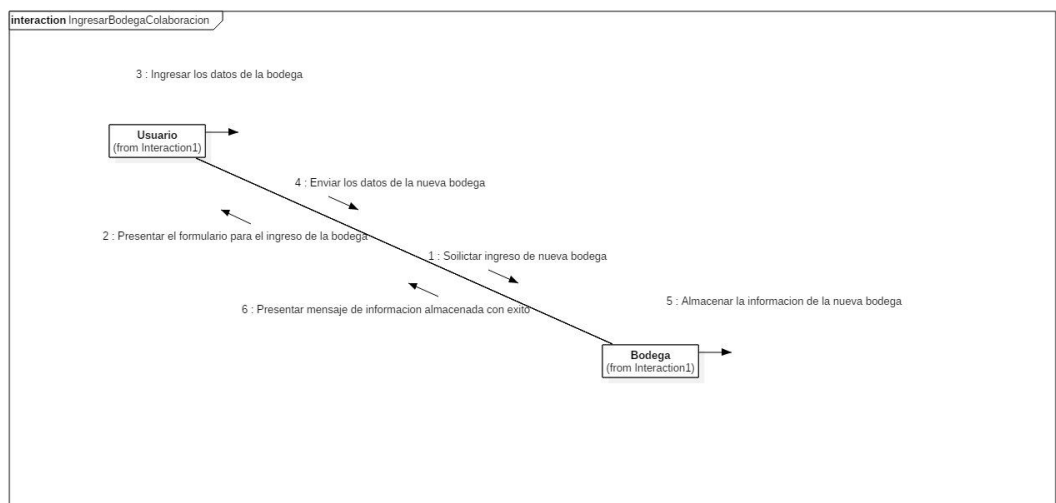 interaction IngresarBodegaColaboracion
3 : Ingresar los datos de la bodega
Usuario
(from Interaction1)
4 : Enviar los datos de la nueva bodega
2 : Presentar el formulario para el ingreso de la bodega
1 : Soilictar ingreso de nueva bodega
6 : Presentar mensaje de informacion almacenada con exito
5 : Almacenar la informacion de la nueva bodega
Bodega
(from Interaction1)